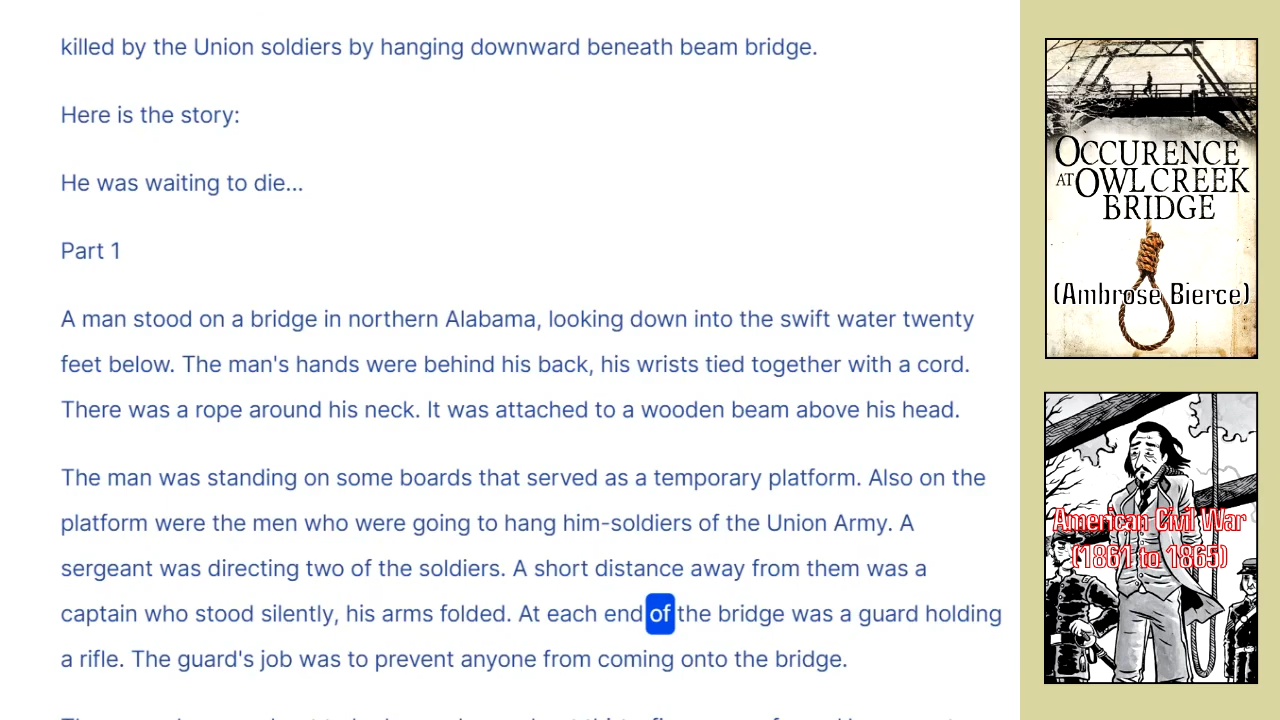 killed by the Union soldiers by hanging downward beneath beam bridge.
Here is the story:
He was waiting to die...
Part 1
A man stood on a bridge in northern Alabama, looking down into the swift water twenty
feet below. The man's hands were behind his back, his wrists tied together with a cord.
There was a rope around his neck. It was attached to a wooden beam above his head.
The man was standing on some boards that served as a temporary platform. Also on the
platform were the men who were going to hang him-soldiers of the Union Army. A
sergeant was directing two of the soldiers. A short distance away from them was a
captain who stood silently, his arms folded. At each end of the bridge was a guard holding
a rifle. The guard's job was to prevent anyone from coming onto the bridge.
OCCURENCE
AT OWL CREEK
BRIDGE
(Ambrose Bierce)
American Civil War
(1861 to 1865)